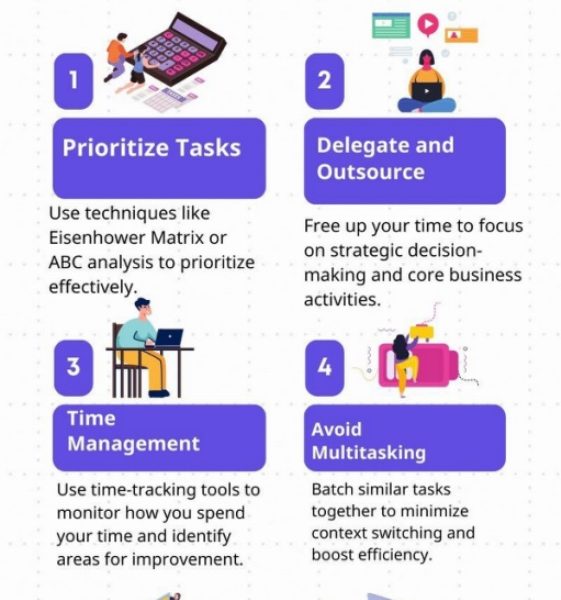 1
Prioritize Tasks
Use techniques like
Eisenhower Matrix or
ABC analysis to prioritize
effectively.
2
Delegate and
Outsource
Free up your time to focus
on strategic decision-
making and core business
activities.
3
Time
Management
Use time-tracking tools to
monitor how you spend
your time and identify
areas for improvement.
4
Avoid
Multitasking
Batch similar tasks
together to minimize
context switching and
boost efficiency.